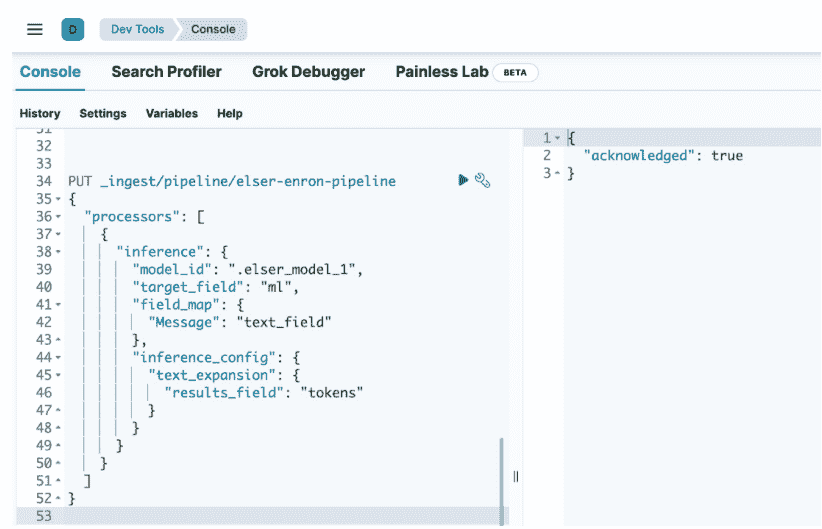 D Dev Tools Console
Console Search Profiler Grok Debugger Painless Lab BETA
History Settings Variables Help
31
32
33
34 PUT _ingest/pipeline/elser-enron-pipeline
35 {
36 "processors": [
37 {
38 "inference": {
39 "model_id": ".elser_model_1",
40 "target_field": "ml",
41 "field_map": {
42 "Message": "text_field"
43 },
44 "inference_config": {
45 "text_expansion": {
46 "results_field": "tokens"
47 }
48 }
49 }
50 }
51 ]
52 }
53
1 {
2 "acknowledged": true
3 }